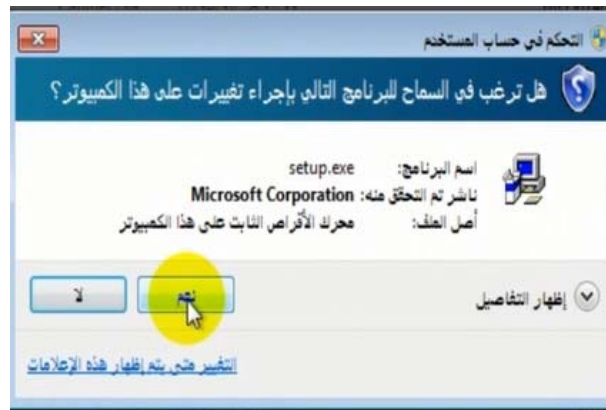 التحكم في حساب المستخدم
هل ترغب في السماح للبرنامج التالي بإجراء تغييرات على هذا الكمبيوتر؟
اسم البرنامج: setup.exe
ناشر تم التحقق منه: Microsoft Corporation
أصل الملف: محرك الأقراص الثابت على هذا الكمبيوتر
إظهار التفاصيل
نعم
لا
التغيير متى يتم إظهار هذه الإعلامات